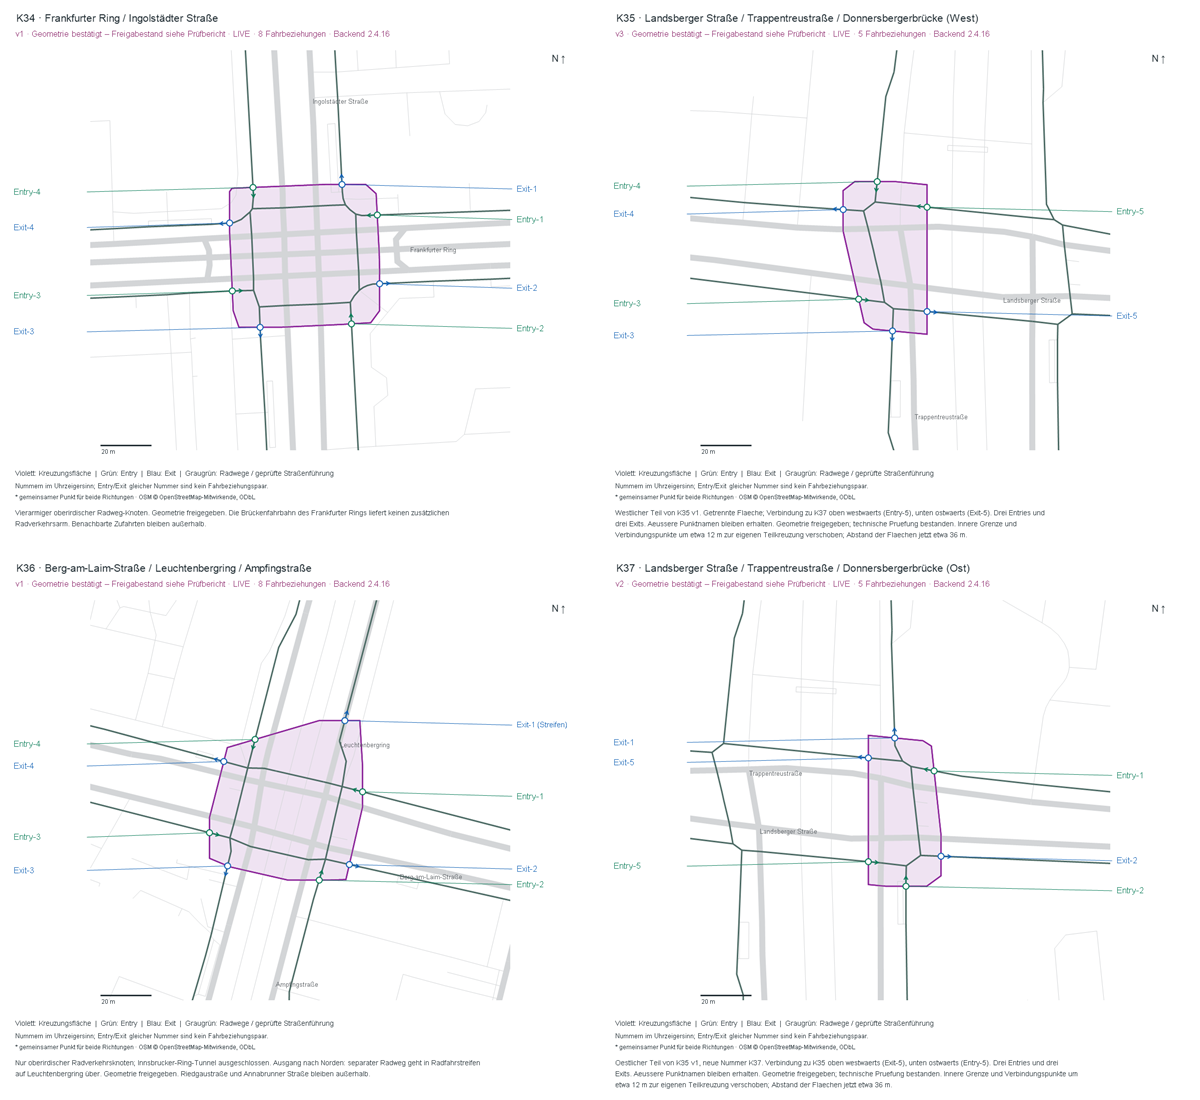 K34 · Frankfurter Ring / Ingolstädter Straße
v1 · Geometrie bestätigt – Freigabestand siehe Prüfbericht · LIVE · 8 Fahrbeziehungen · Backend 2.4.16
N ↑
Ingolstädter Straße
Entry-4
Exit-1
Entry-1
Exit-4
Frankfurter Ring
Exit-2
Entry-3
Exit-3
Entry-2
20 m
Violett: Kreuzungsfläche | Grün: Entry | Blau: Exit | Graugrün: Radwege / geprüfte Straßenführung
Nummern im Uhrzeigersinn; Entry/Exit gleicher Nummer sind kein Fahrbeziehungspaar.
* gemeinsamer Punkt für beide Richtungen · OSM © OpenStreetMap-Mitwirkende, ODbL
Vierarmiger oberirdischer Radweg-Knoten. Geometrie freigegeben. Die Brückenfahrbahn des Frankfurter Rings liefert keinen zusätzlichen
Radverkehrsarm. Benachbarte Zufahrten bleiben außerhalb.
K35 · Landsberger Straße / Trappentreustraße / Donnersbergerbrücke (West)
v3 · Geometrie bestätigt – Freigabestand siehe Prüfbericht · LIVE · 5 Fahrbeziehungen · Backend 2.4.16
N ↑
Entry-4
Exit-4
Entry-5
Entry-3
Landsberger Straße
Exit-5
Exit-3
Trappentreustraße
20 m
Violett: Kreuzungsfläche | Grün: Entry | Blau: Exit | Graugrün: Radwege / geprüfte Straßenführung
Nummern im Uhrzeigersinn; Entry/Exit gleicher Nummer sind kein Fahrbeziehungspaar.
* gemeinsamer Punkt für beide Richtungen · OSM © OpenStreetMap-Mitwirkende, ODbL
Westlicher Teil von K35 v1. Getrennte Flaeche; Verbindung zu K37 oben westwaerts (Entry-5), unten ostwaerts (Exit-5). Drei Entries und
drei Exits. Aeussere Punktnamen bleiben erhalten. Geometrie freigegeben; technische Pruefung bestanden. Innere Grenze und
Verbindungspunkte um etwa 12 m zur eigenen Teilkreuzung verschoben; Abstand der Flaechen jetzt etwa 36 m.
K36 · Berg-am-Laim-Straße / Leuchtenbergring / Ampfingstraße
v1 · Geometrie bestätigt – Freigabestand siehe Prüfbericht · LIVE · 8 Fahrbeziehungen · Backend 2.4.16
N ↑
Exit-1 (Streifen)
Entry-4
Leuchtenbergring
Exit-4
Entry-1
Entry-3
Exit-3
Exit-2
Berg-am-Laim-Straße
Entry-2
Ampfingstraße
20 m
Violett: Kreuzungsfläche | Grün: Entry | Blau: Exit | Graugrün: Radwege / geprüfte Straßenführung
Nummern im Uhrzeigersinn; Entry/Exit gleicher Nummer sind kein Fahrbeziehungspaar.
* gemeinsamer Punkt für beide Richtungen · OSM © OpenStreetMap-Mitwirkende, ODbL
Nur oberirdischer Radverkehrsknoten; Innsbrucker-Ring-Tunnel ausgeschlossen. Ausgang nach Norden: separater Radweg geht in Radfahrstreifen
auf Leuchtenbergring über. Geometrie freigegeben. Riedgaustraße und Annabrunner Straße bleiben außerhalb.
K37 · Landsberger Straße / Trappentreustraße / Donnersbergerbrücke (Ost)
v2 · Geometrie bestätigt – Freigabestand siehe Prüfbericht · LIVE · 5 Fahrbeziehungen · Backend 2.4.16
N ↑
Exit-1
Exit-5
Trappentreustraße
Entry-1
Landsberger Straße
Entry-5
Exit-2
Entry-2
20 m
Violett: Kreuzungsfläche | Grün: Entry | Blau: Exit | Graugrün: Radwege / geprüfte Straßenführung
Nummern im Uhrzeigersinn; Entry/Exit gleicher Nummer sind kein Fahrbeziehungspaar.
* gemeinsamer Punkt für beide Richtungen · OSM © OpenStreetMap-Mitwirkende, ODbL
Oestlicher Teil von K35 v1, neue Nummer K37. Verbindung zu K35 oben westwaerts (Exit-5), unten ostwaerts (Entry-5). Drei Entries und drei
Exits. Aeussere Punktnamen bleiben erhalten. Geometrie freigegeben; technische Pruefung bestanden. Innere Grenze und Verbindungspunkte um
etwa 12 m zur eigenen Teilkreuzung verschoben; Abstand der Flaechen jetzt etwa 36 m.